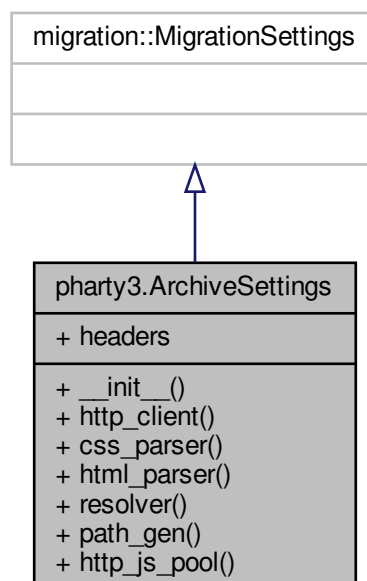 migration::MigrationSettings
pharty3.ArchiveSettings
+ headers
+ __init__()
+ http_client()
+ css_parser()
+ html_parser()
+ resolver()
+ path_gen()
+ http_js_pool()